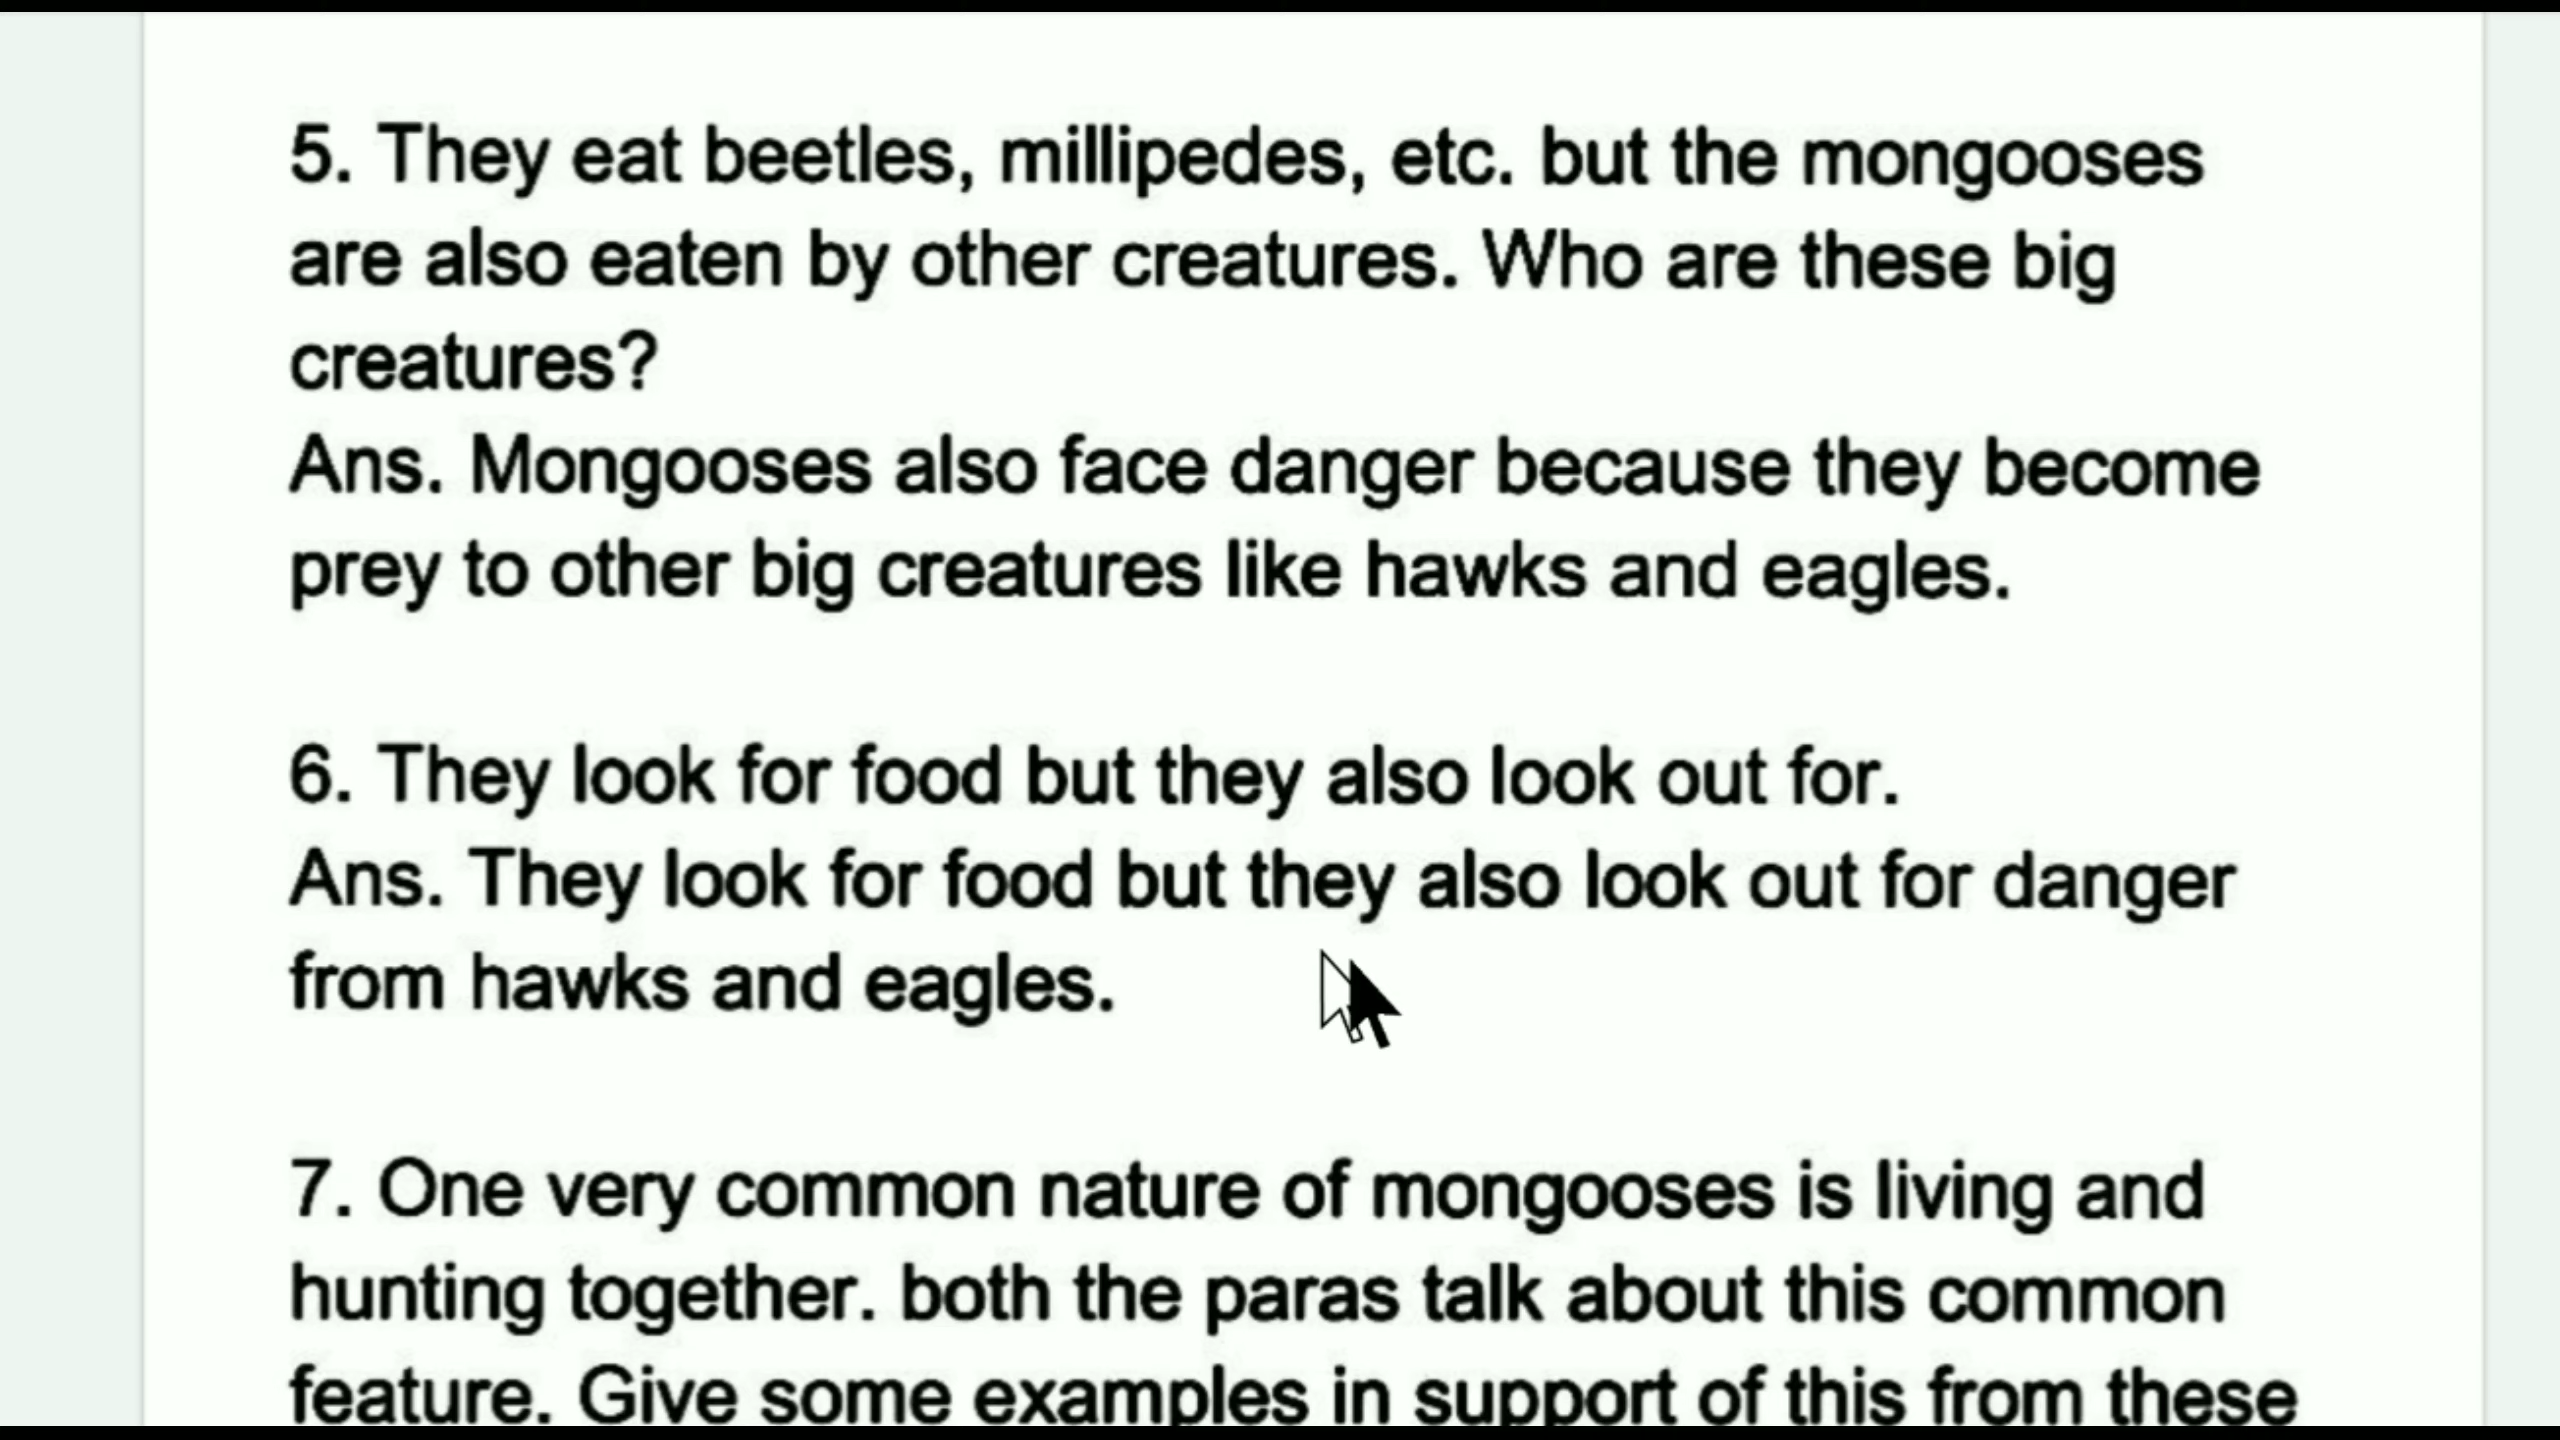 5. They eat beetles, millipedes, etc. but the mongooses
are also eaten by other creatures. Who are these big
creatures?
Ans. Mongooses also face danger because they become
prey to other big creatures like hawks and eagles.
6. They look for food but they also look out for.
Ans. They look for food but they also look out for danger
from hawks and eagles.
7. One very common nature of mongooses is living and
hunting together. both the paras talk about this common
feature. Give some examples in support of this from these